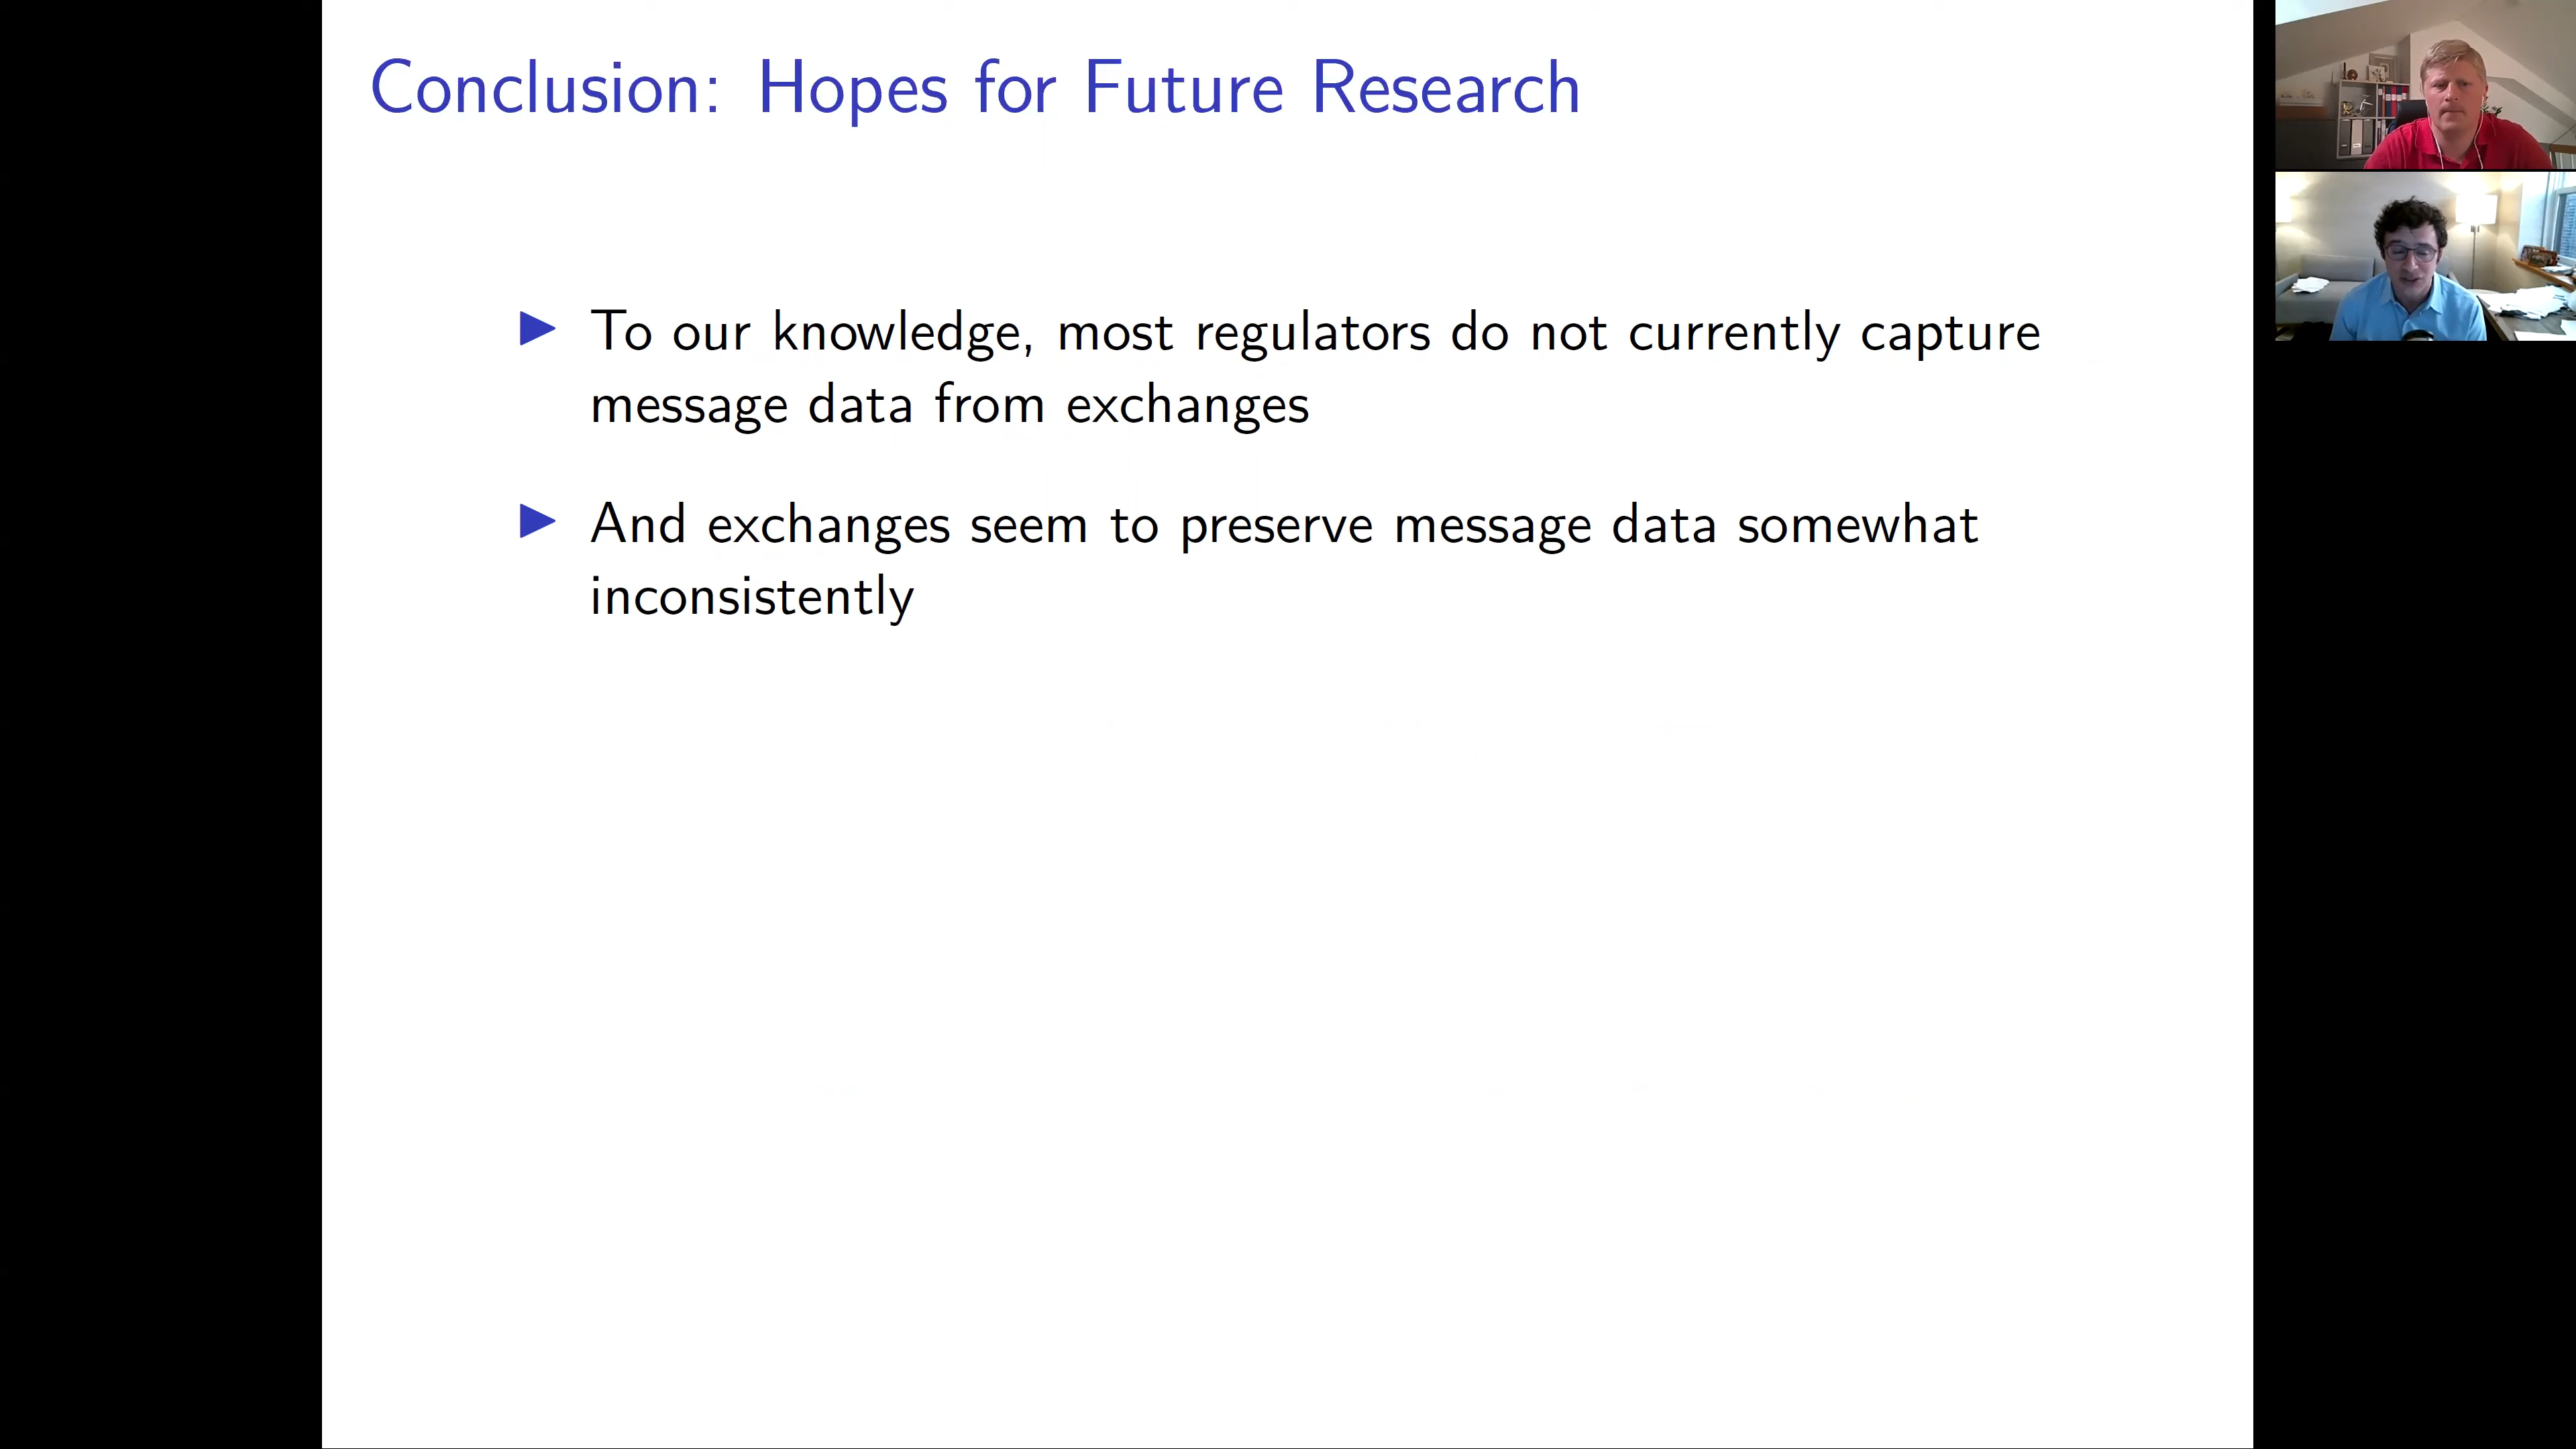 Conclusion: Hopes for Future Research
To our knowledge, most regulators do not currently capture
message data from exchanges
And exchanges seem to preserve message data somewhat
inconsistently